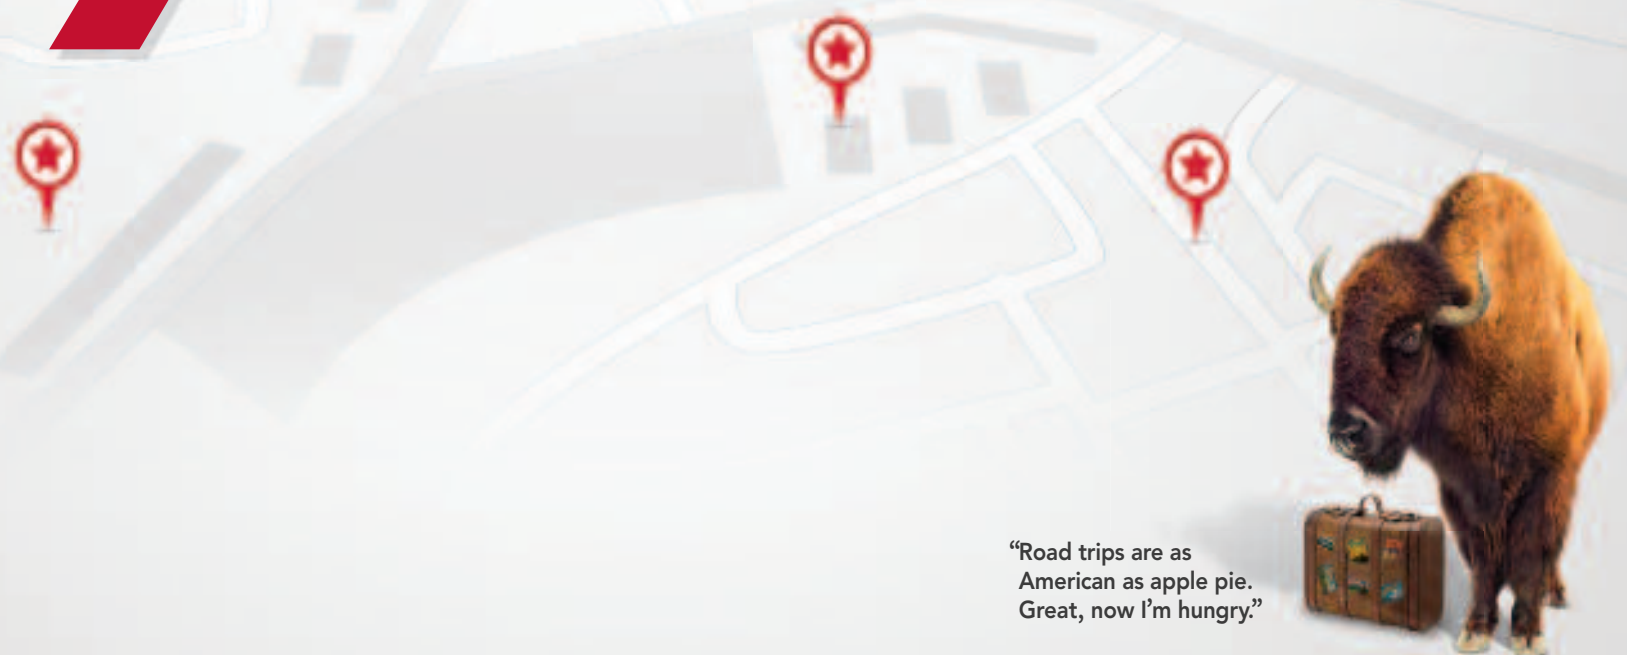 “Road trips are as
American as apple pie.
Great, now I’m hungry.”